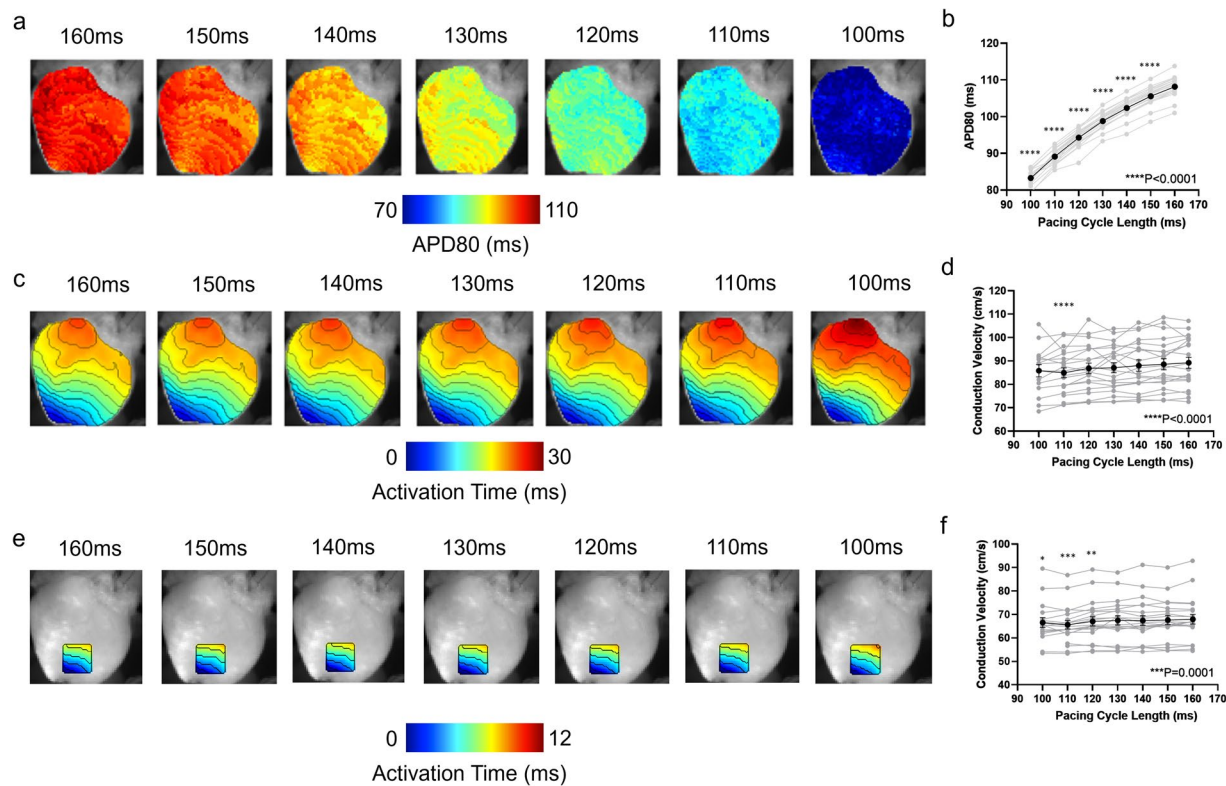 a
160ms 150ms 140ms 130ms 120ms 110ms 100ms
70 110
APD80 (ms)
b
APD80 (ms)
120
110
100
90
80
**** **** **** **** **** ****
****P<0.0001
90 100 110 120 130 140 150 160 170
Pacing Cycle Length (ms)
c
160ms 150ms 140ms 130ms 120ms 110ms 100ms
0 30
Activation Time (ms)
d
Conduction Velocity (cm/s)
120
110
100
90
80
70
60
****
****P<0.0001
90 100 110 120 130 140 150 160 170
Pacing Cycle Length (ms)
e
160ms 150ms 140ms 130ms 120ms 110ms 100ms
0 12
Activation Time (ms)
f
Conduction Velocity (cm/s)
100
90
80
70
60
50
40
* *** **
***P=0.0001
90 100 110 120 130 140 150 160 170
Pacing Cycle Length (ms)